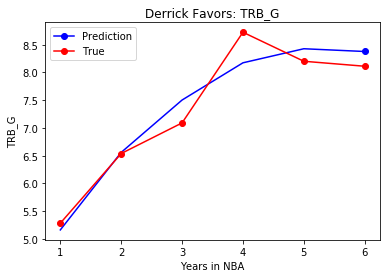 Derrick Favors: TRB_G
Prediction
True
TRB_G
8.5
8.0
7.5
7.0
6.5
6.0
5.5
5.0
1 2 3 4 5 6
Years in NBA